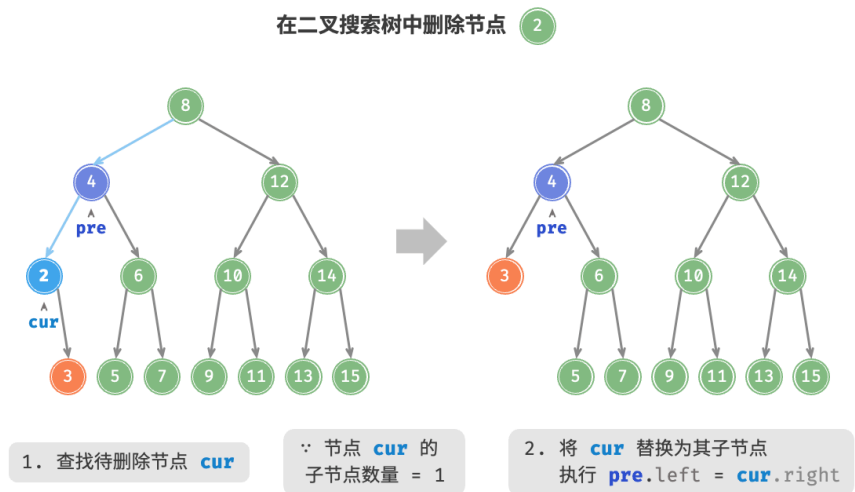 在二叉搜索树中删除节点 2
8 8
4 12 4 12
pre pre
2 6 10 14 3 6 10 14
cur
3 5 7 9 11 13 15 5 7 9 11 13 15
1. 查找待删除节点 cur
∵ 节点 cur 的
子节点数量 = 1
2. 将 cur 替换为其子节点
执行 pre.left = cur.right